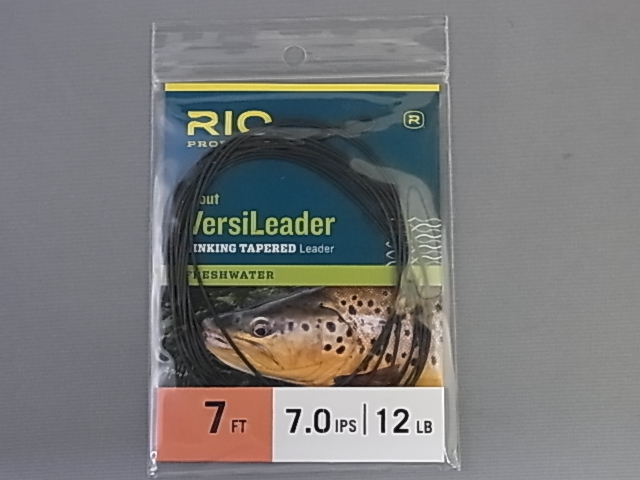 RIO
R
VersiLeader
SINKING TAPERED Leader
FRESHWATER
7 FT 7.0 IPS | 12 LB